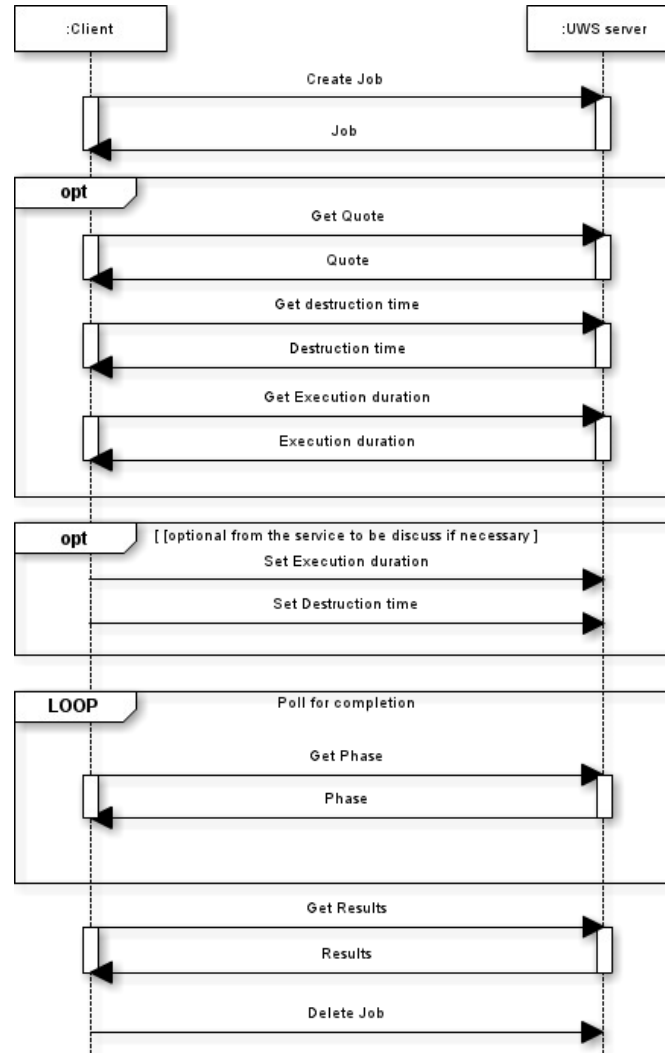 :Client
:UWS server
Create Job
Job
opt
Get Quote
Quote
Get destruction time
Destruction time
Get Execution duration
Execution duration
opt
[ [optional from the service to be discuss if necessary ]
Set Execution duration
Set Destruction time
LOOP
Poll for completion
Get Phase
Phase
Get Results
Results
Delete Job